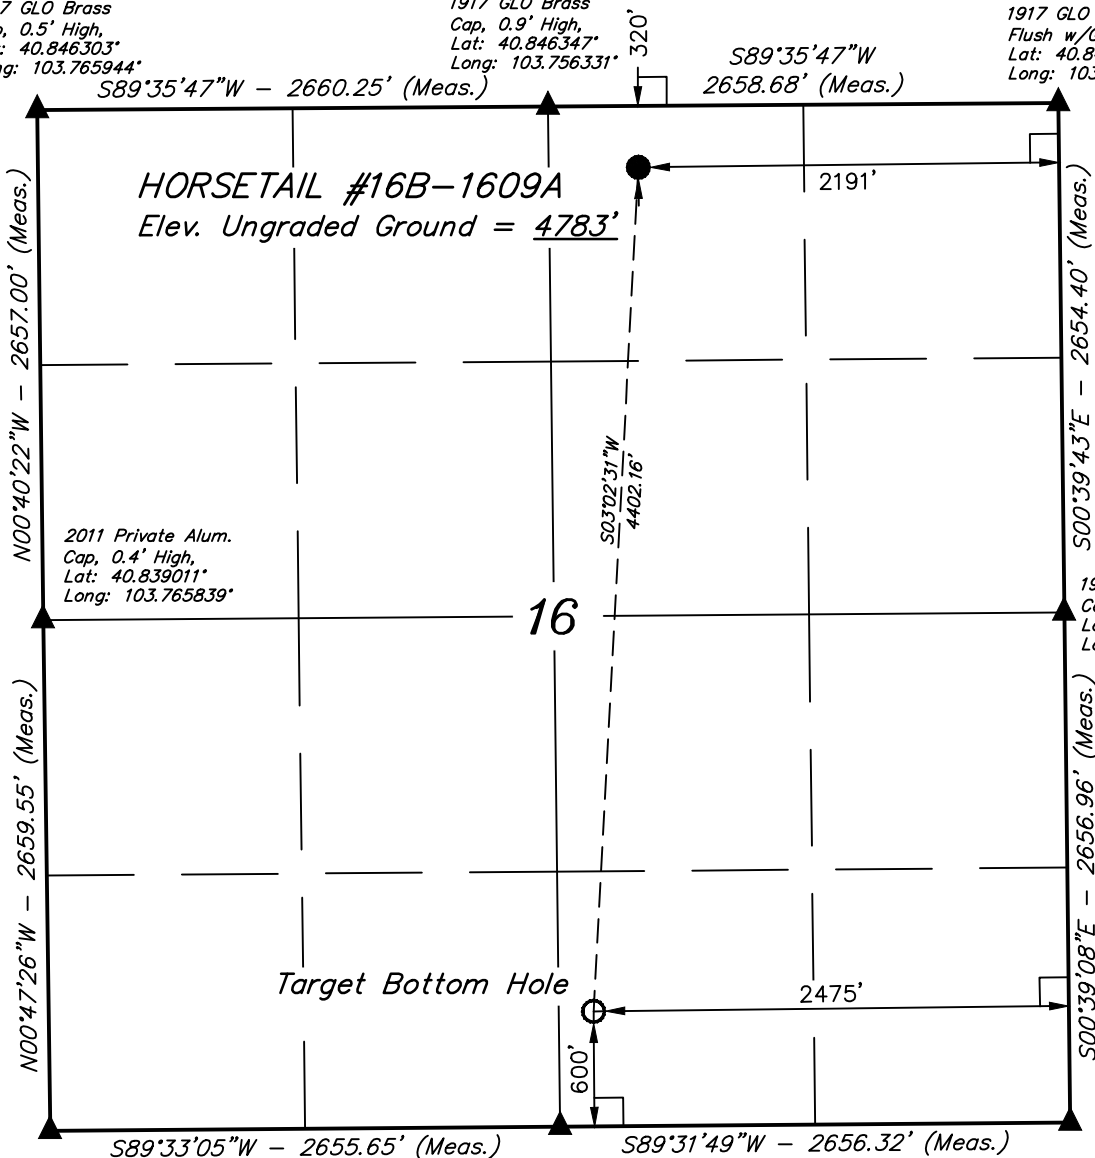 GLO Brass
0.5' High,
40.846303°
103.765944°
1917 GLO Brass
Cap, 0.9' High,
Lat: 40.846347°
Long: 103.756331°
320'
1917 GLO
Flush
Lat:
Long:
S89°35'47"W – 2660.25' (Meas.)
S89°35'47"W
2658.68' (Meas.)
HORSETAIL #16B–1609A
Elev. Ungraded Ground = 4783'
2191'
N00°40'22"W – 2657.00' (Meas.)
S00°39'43"E – 2654.40' (Meas.)
S03°02'31"W
4402.16'
2011 Private Alum.
Cap, 0.4' High,
Lat: 40.839011°
Long: 103.765839°
16
N00°47'26"W – 2659.55' (Meas.)
S00°39'08"E – 2656.96' (Meas.)
Target Bottom Hole
2475'
600'
S89°33'05"W – 2655.65' (Meas.)
S89°31'49"W – 2656.32' (Meas.)